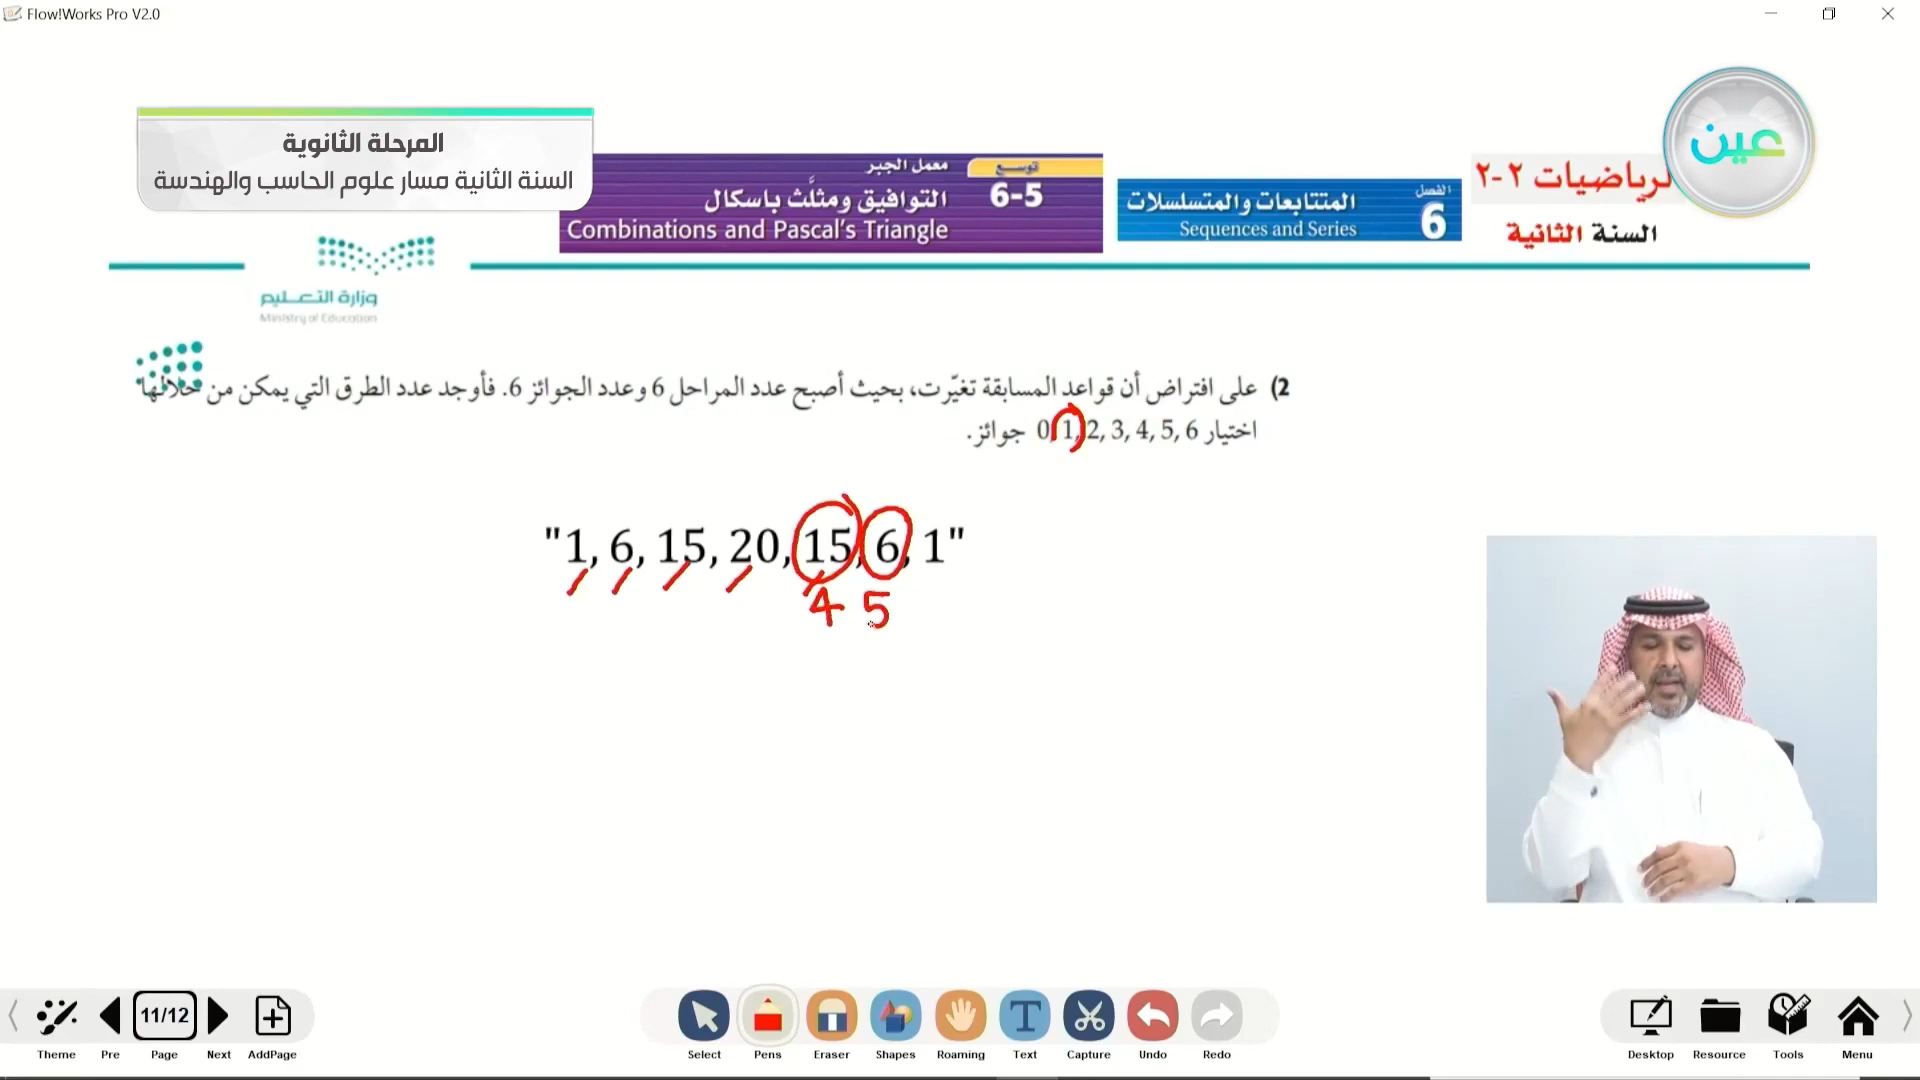 Flow!Works Pro V2.0
المرحلة الثانوية
السنة الثانية مسار علوم الحاسب والهندسة
توسع
معمل الجبر
6-5
التوافيق ومثلَّث باسكال
Combinations and Pascal's Triangle
الفصل
6
المتتابعات والمتسلسلات
Sequences and Series
عين
لرياضيات ٢-٢
السنة الثانية
وزارة التعليم
Ministry of Education
2) على افتراض أن قواعد المسابقة تغيّرت، بحيث أصبح عدد المراحل 6 وعدد الجوائز 6. فأوجد عدد الطرق التي يمكن من خلالها
اختيار 0, 1, 2, 3, 4, 5, 6 جوائز.
"1, 6, 15, 20, 15, 6, 1"
4 5
11/12
Theme Pre Page Next AddPage
Select Pens Eraser Shapes Roaming Text Capture Undo Redo
Desktop Resource Tools Menu